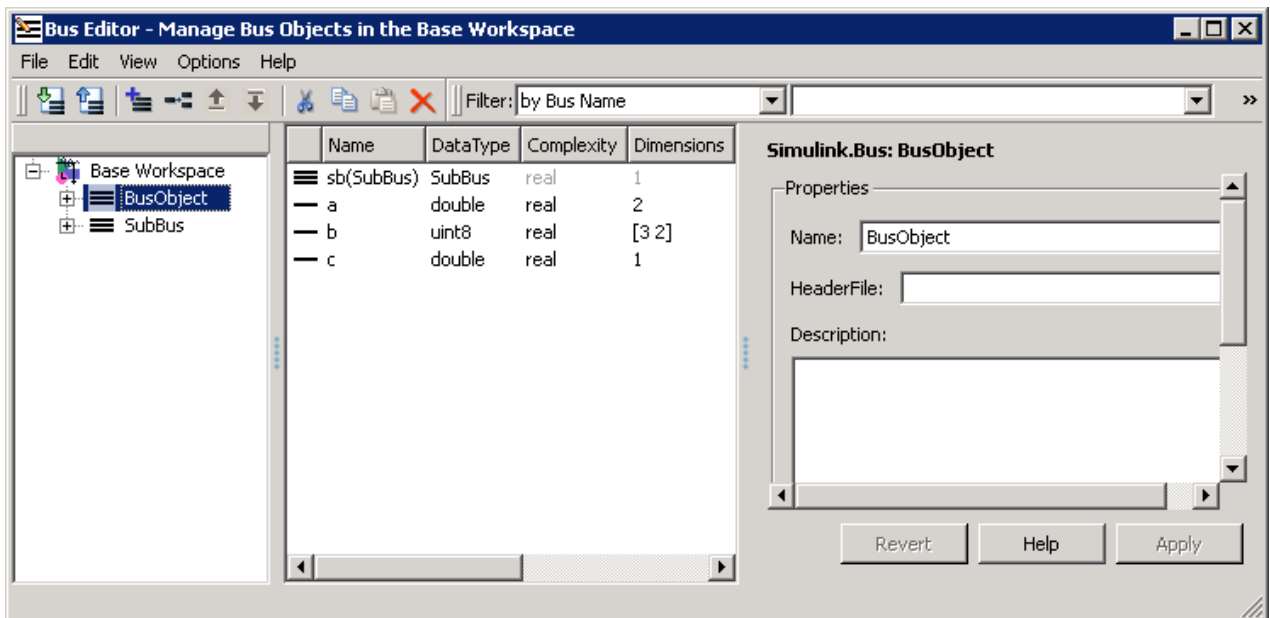 Bus Editor - Manage Bus Objects in the Base Workspace
File Edit View Options Help
Filter: by Bus Name »
Base Workspace
BusObject
SubBus
Name DataType Complexity Dimensions
sb(SubBus) SubBus real 1
a double real 2
b uint8 real [3 2]
c double real 1
Simulink.Bus: BusObject
Properties
Name: BusObject
HeaderFile:
Description:
Revert Help Apply